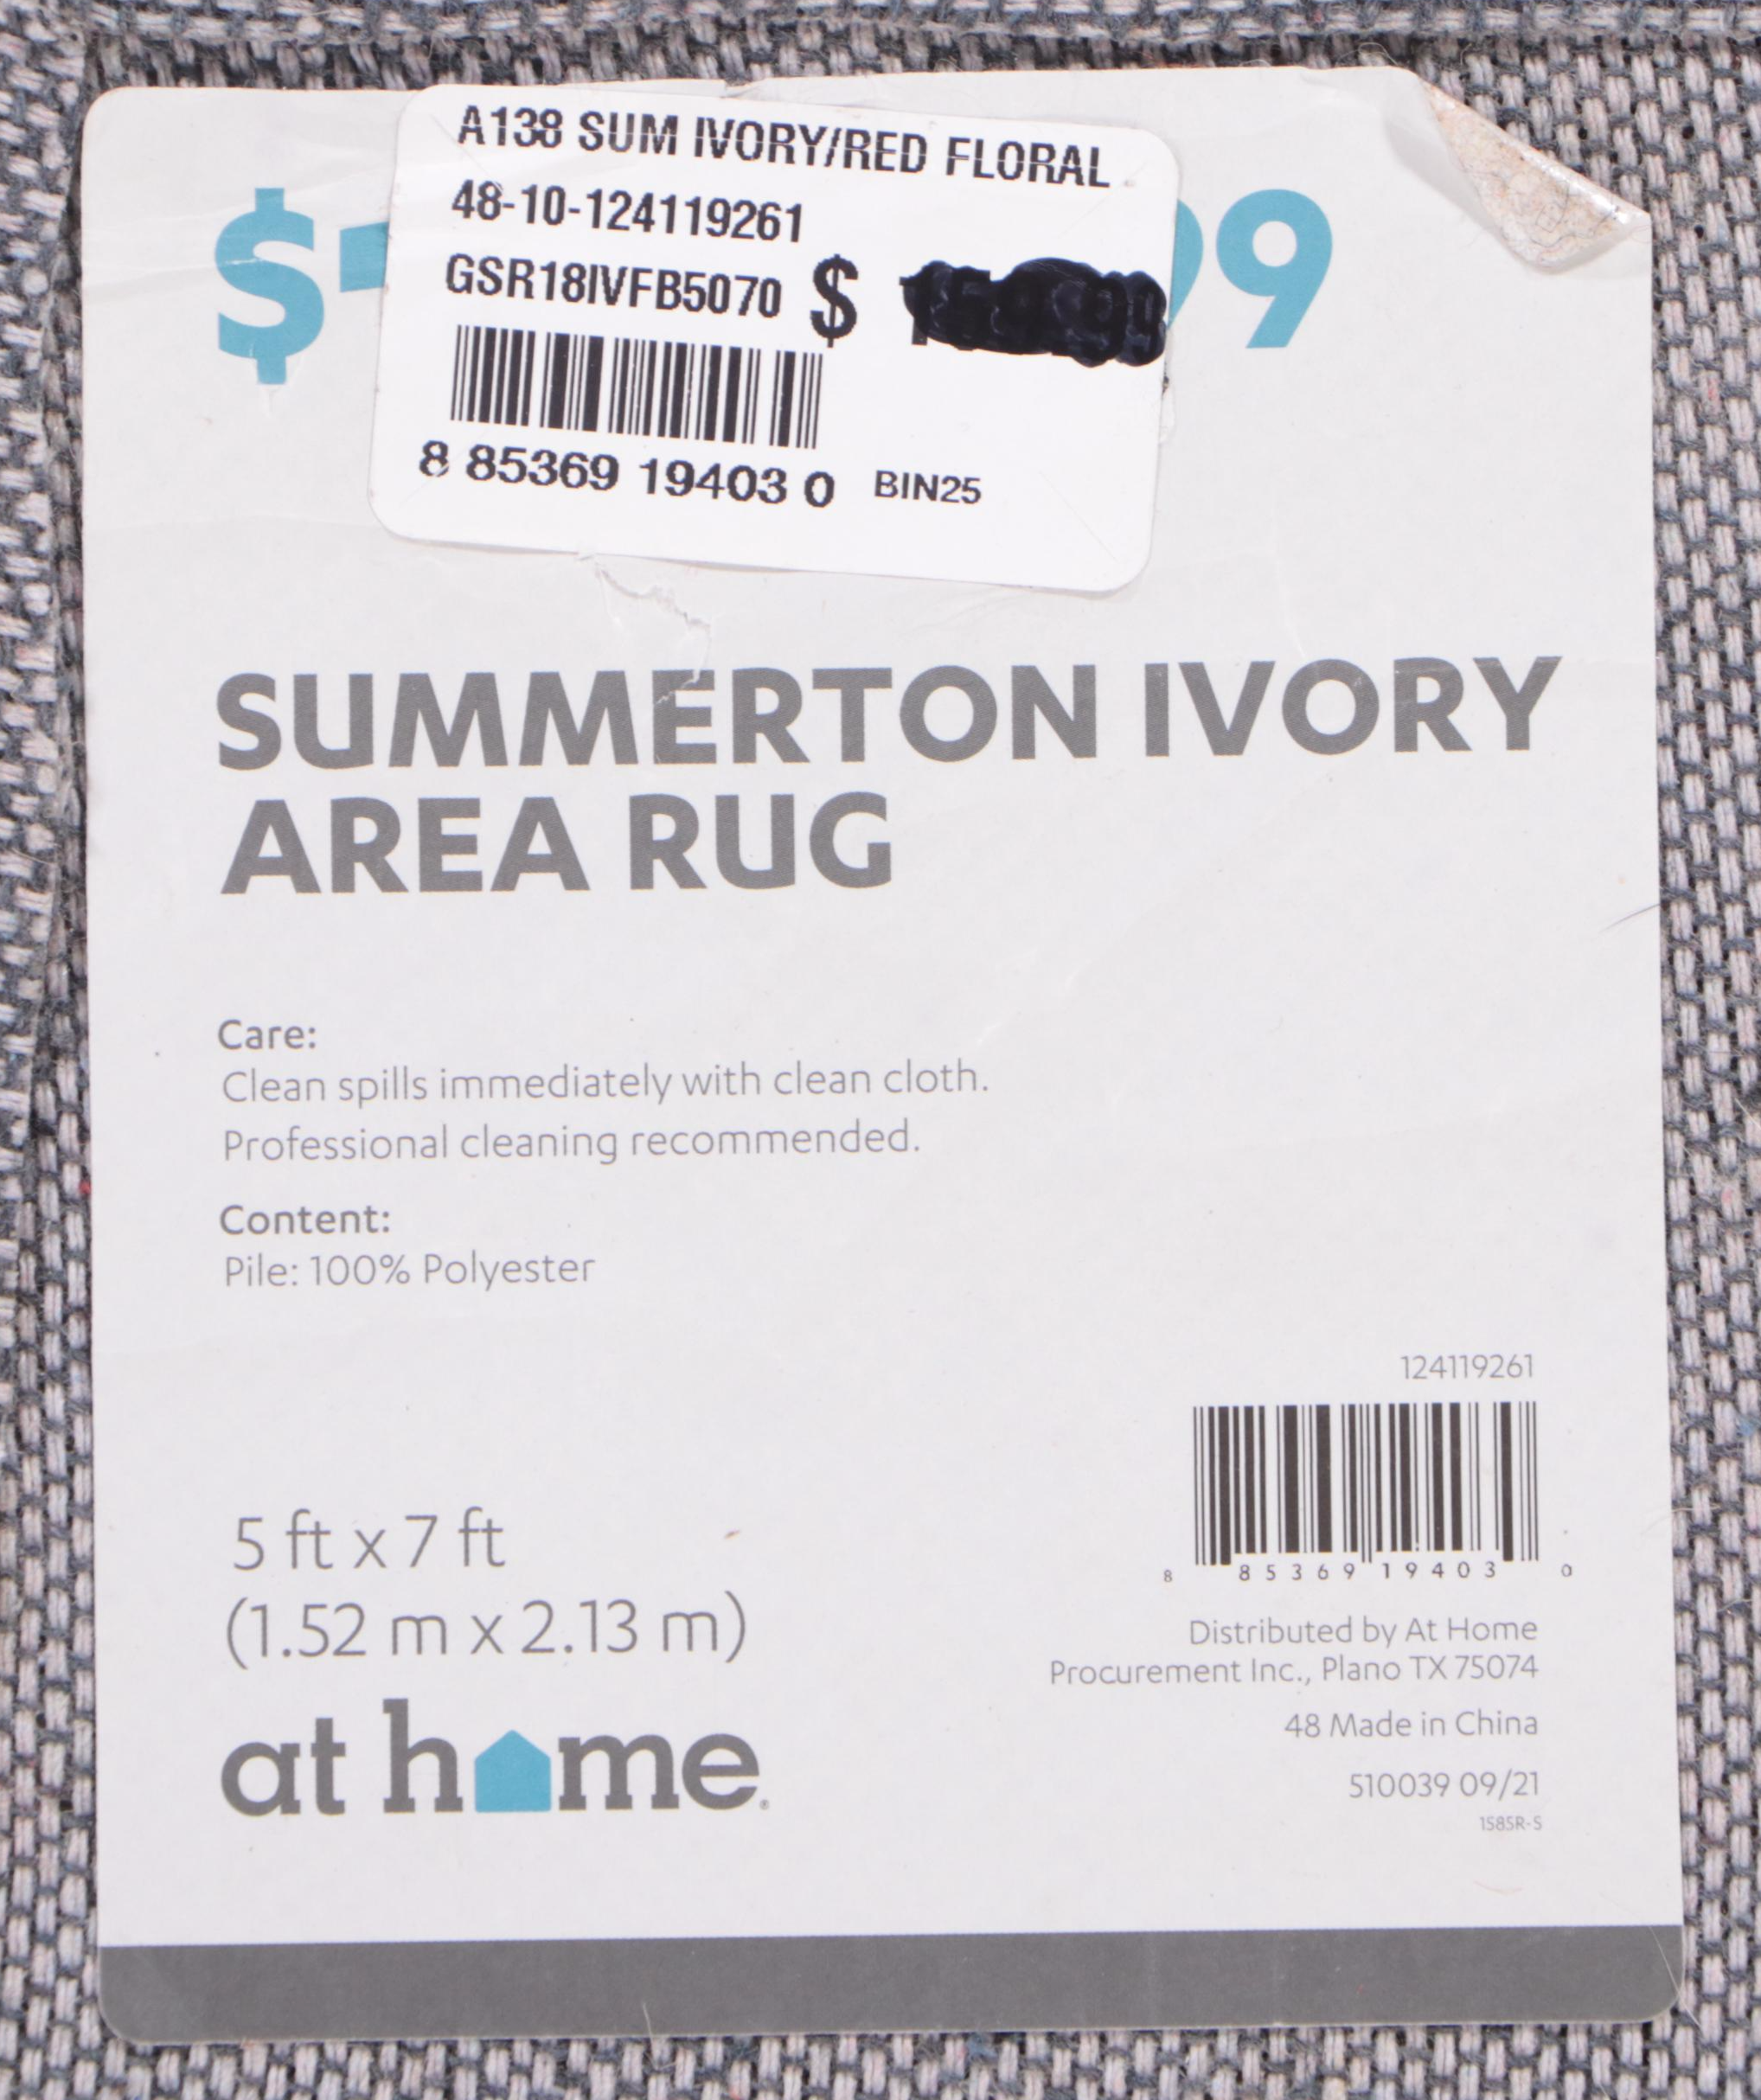 A138 SUM IVORY/RED FLORAL
48-10-124119261
GSR18IVFB5070 $
8 85369 19403 0 BIN25
$ 99
SUMMERTON IVORY
AREA RUG
Care:
Clean spills immediately with clean cloth.
Professional cleaning recommended.
Content:
Pile: 100% Polyester
124119261
8 85369 19403 0
5 ft x 7 ft
(1.52 m x 2.13 m)
at home
Distributed by At Home
Procurement Inc., Plano TX 75074
48 Made in China
510039 09/21
1585R-S